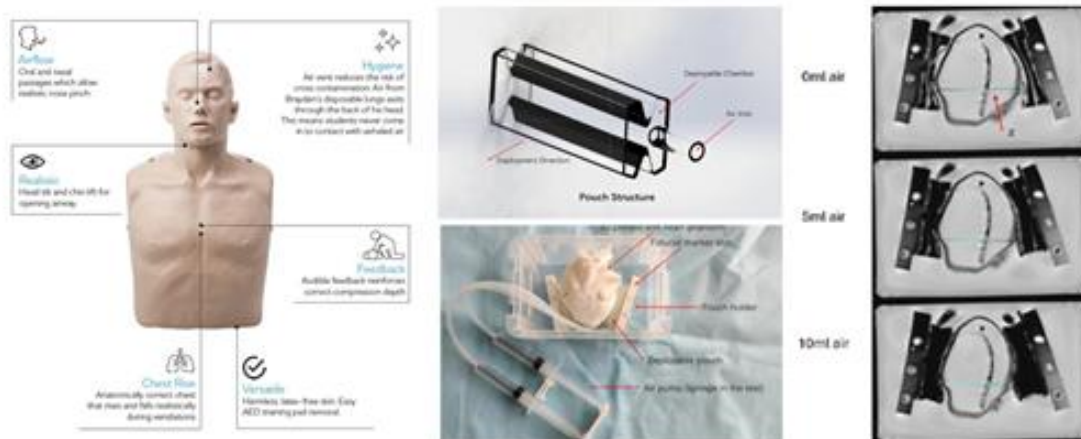 Airflow
Oral and nasal
passages which allow
realistic nose pinch
Hygiene
Air vent reduces the risk of
cross contamination. Air from
Brayden's disposable lungs exits
through the back of his head.
This means students never come
in to contact with exhaled air
Realistic
Head tilt and chin lift for
opening airway
Feedback
Audible feedback reinforces
correct compression depth
Chest Rise
Anatomically correct chest
that rises and falls realistically
during ventilations
Versatile
Harmless, latex-free skin. Easy
AED training pad removal
Deployable Chamber
Air Inlet
Deployment Direction
Pouch Structure
Fiducial marker
Pouch holder
Deployable pouch
Air pump (Syringe in the test)
0ml air
5ml air
10ml air